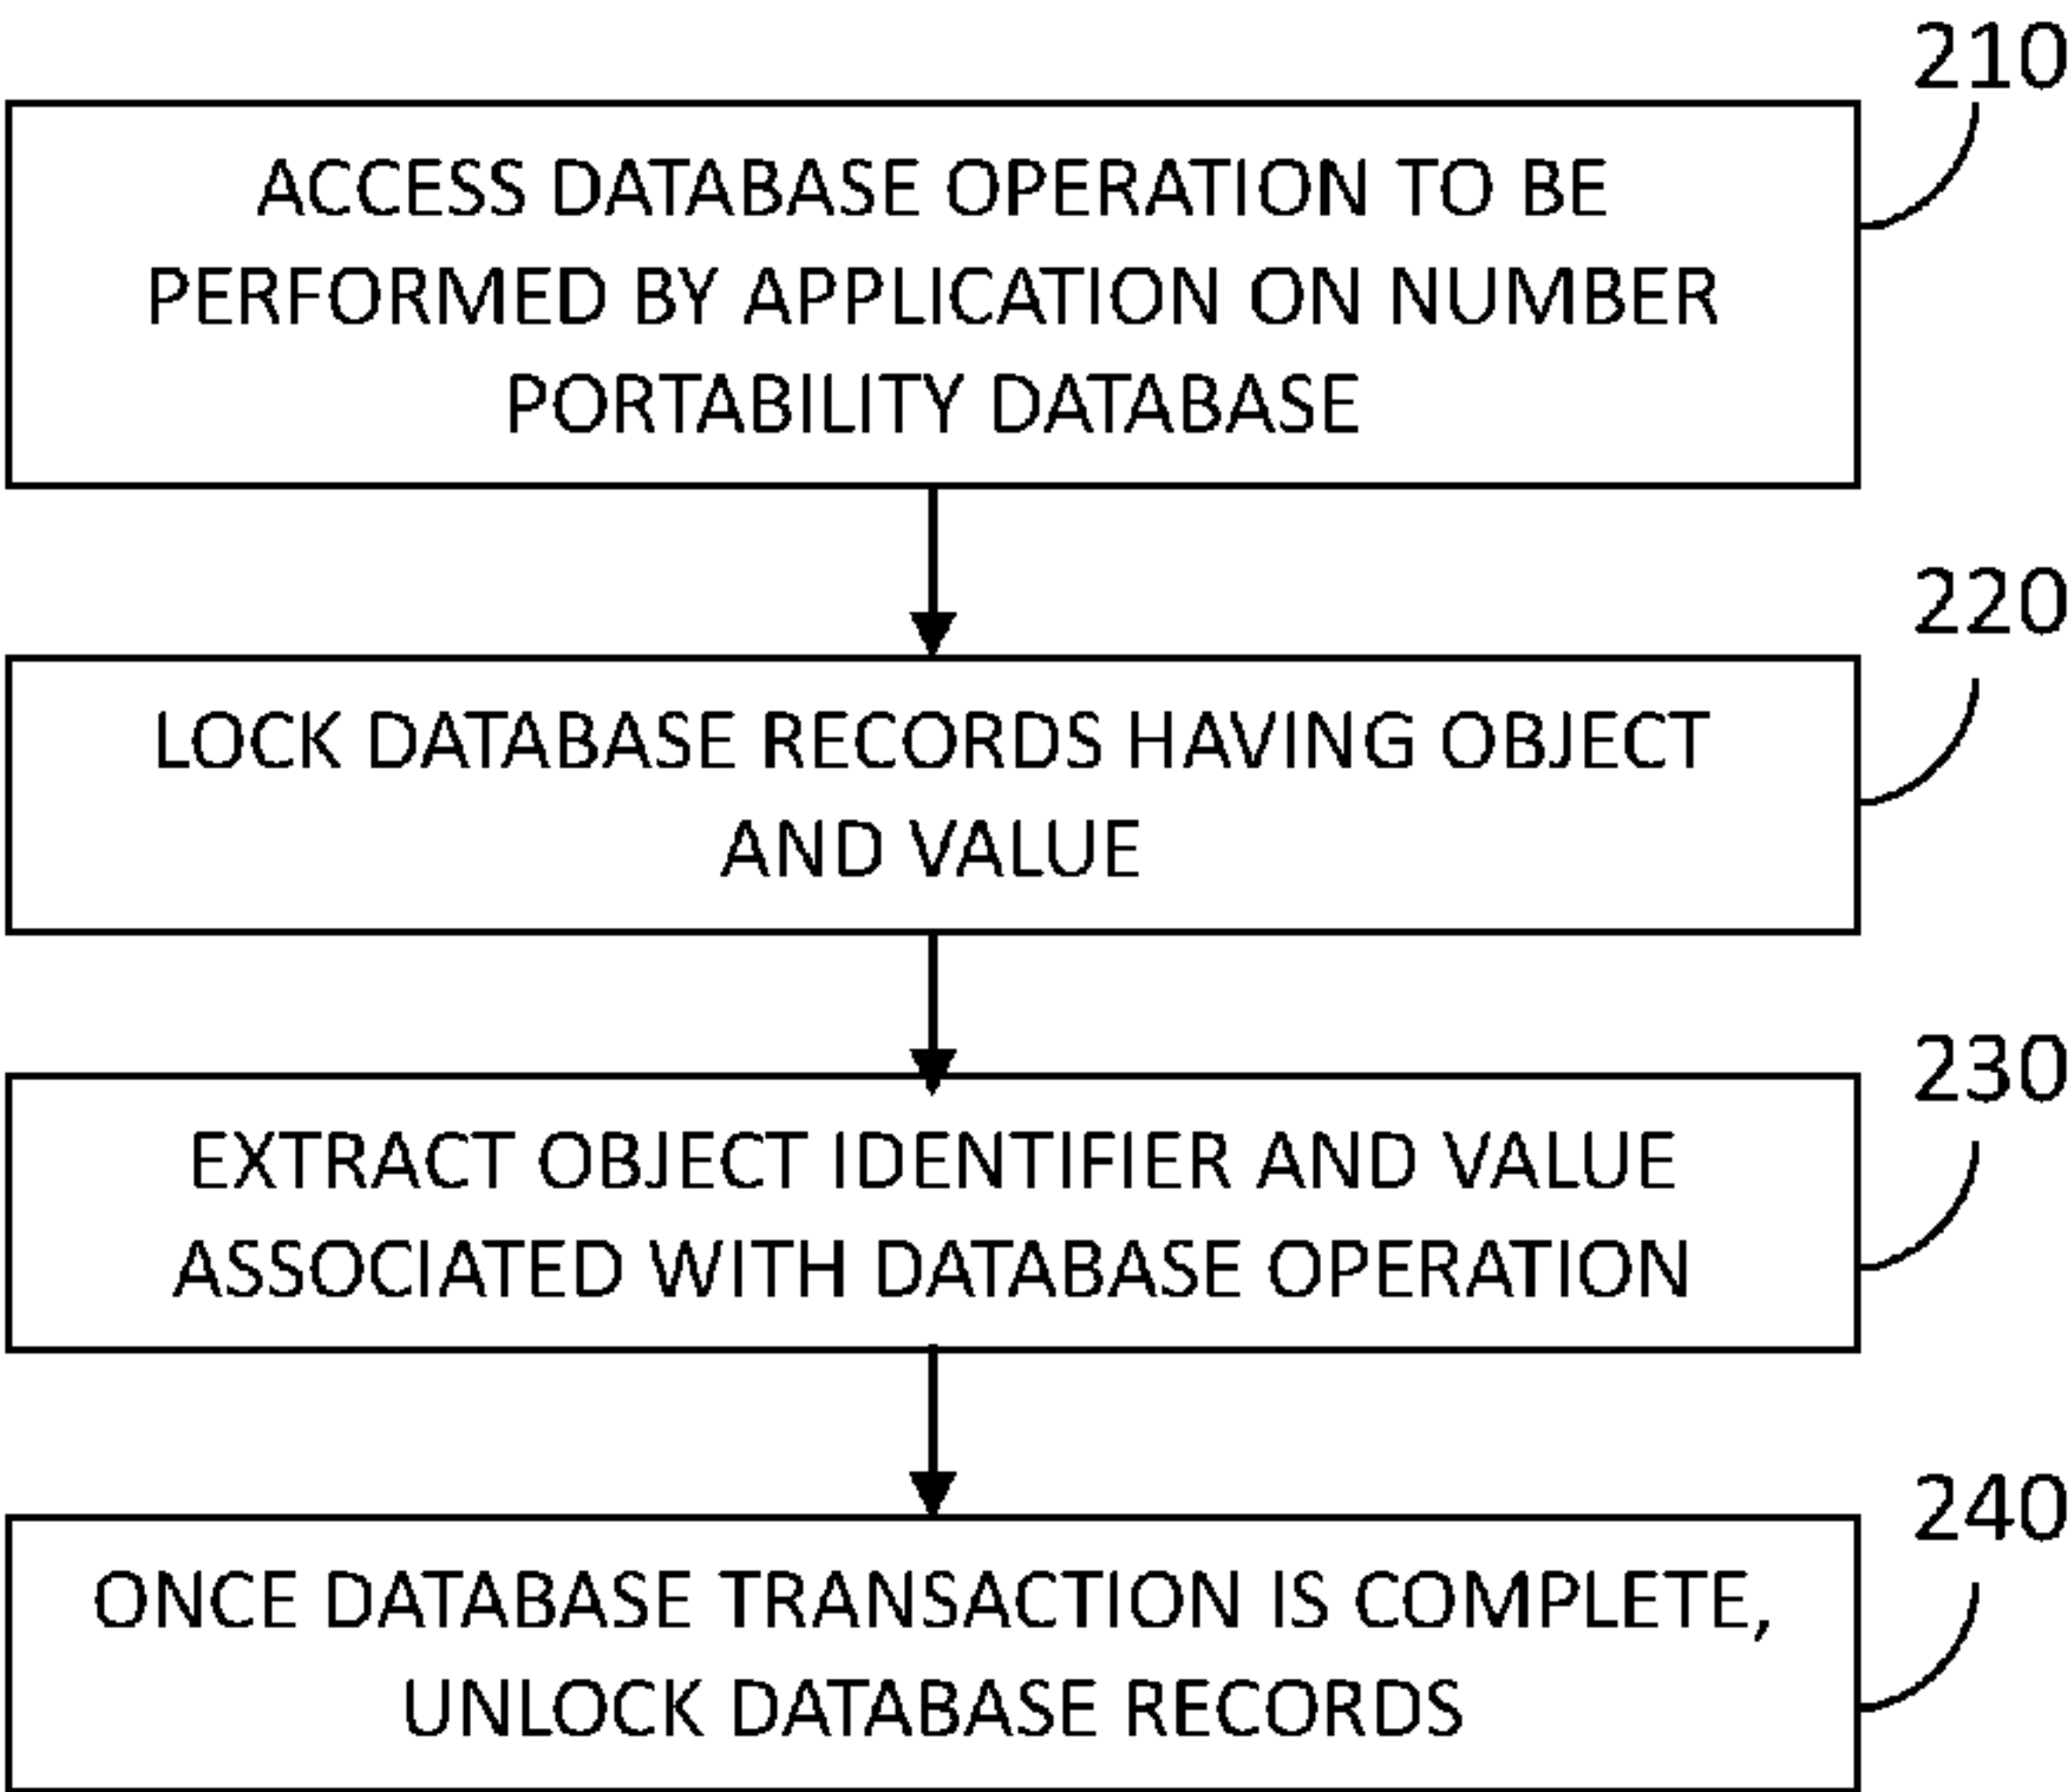 210
ACCESS DATABASE OPERATION TO BE
PERFORMED BY APPLICATION ON NUMBER
PORTABILITY DATABASE
220
LOCK DATABASE RECORDS HAVING OBJECT
AND VALUE
230
EXTRACT OBJECT IDENTIFIER AND VALUE
ASSOCIATED WITH DATABASE OPERATION
240
ONCE DATABASE TRANSACTION IS COMPLETE,
UNLOCK DATABASE RECORDS